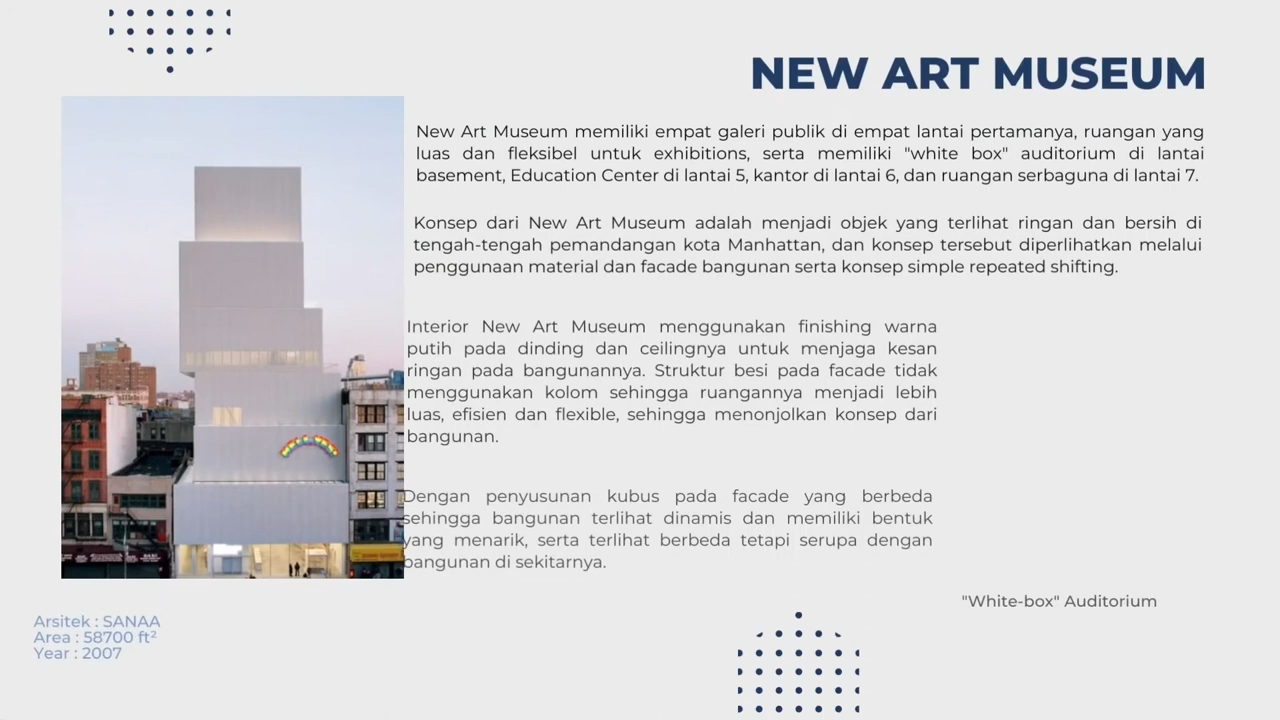 NEW ART MUSEUM
New Art Museum memiliki empat galeri publik di empat lantai pertamanya, ruangan yang
luas dan fleksibel untuk exhibitions, serta memiliki "white box" auditorium di lantai
basement, Education Center di lantai 5, kantor di lantai 6, dan ruangan serbaguna di lantai 7.
Konsep dari New Art Museum adalah menjadi objek yang terlihat ringan dan bersih di
tengah-tengah pemandangan kota Manhattan, dan konsep tersebut diperlihatkan melalui
penggunaan material dan facade bangunan serta konsep simple repeated shifting.
Interior New Art Museum menggunakan finishing warna
putih pada dinding dan ceilingnya untuk menjaga kesan
ringan pada bangunannya. Struktur besi pada facade tidak
menggunakan kolom sehingga ruangannya menjadi lebih
luas, efisien dan flexible, sehingga menonjolkan konsep dari
bangunan.
Dengan penyusunan kubus pada facade yang berbeda
sehingga bangunan terlihat dinamis dan memiliki bentuk
yang menarik, serta terlihat berbeda tetapi serupa dengan
bangunan di sekitarnya.
"White-box" Auditorium
Arsitek : SANAA
Area : 58700 ft²
Year : 2007